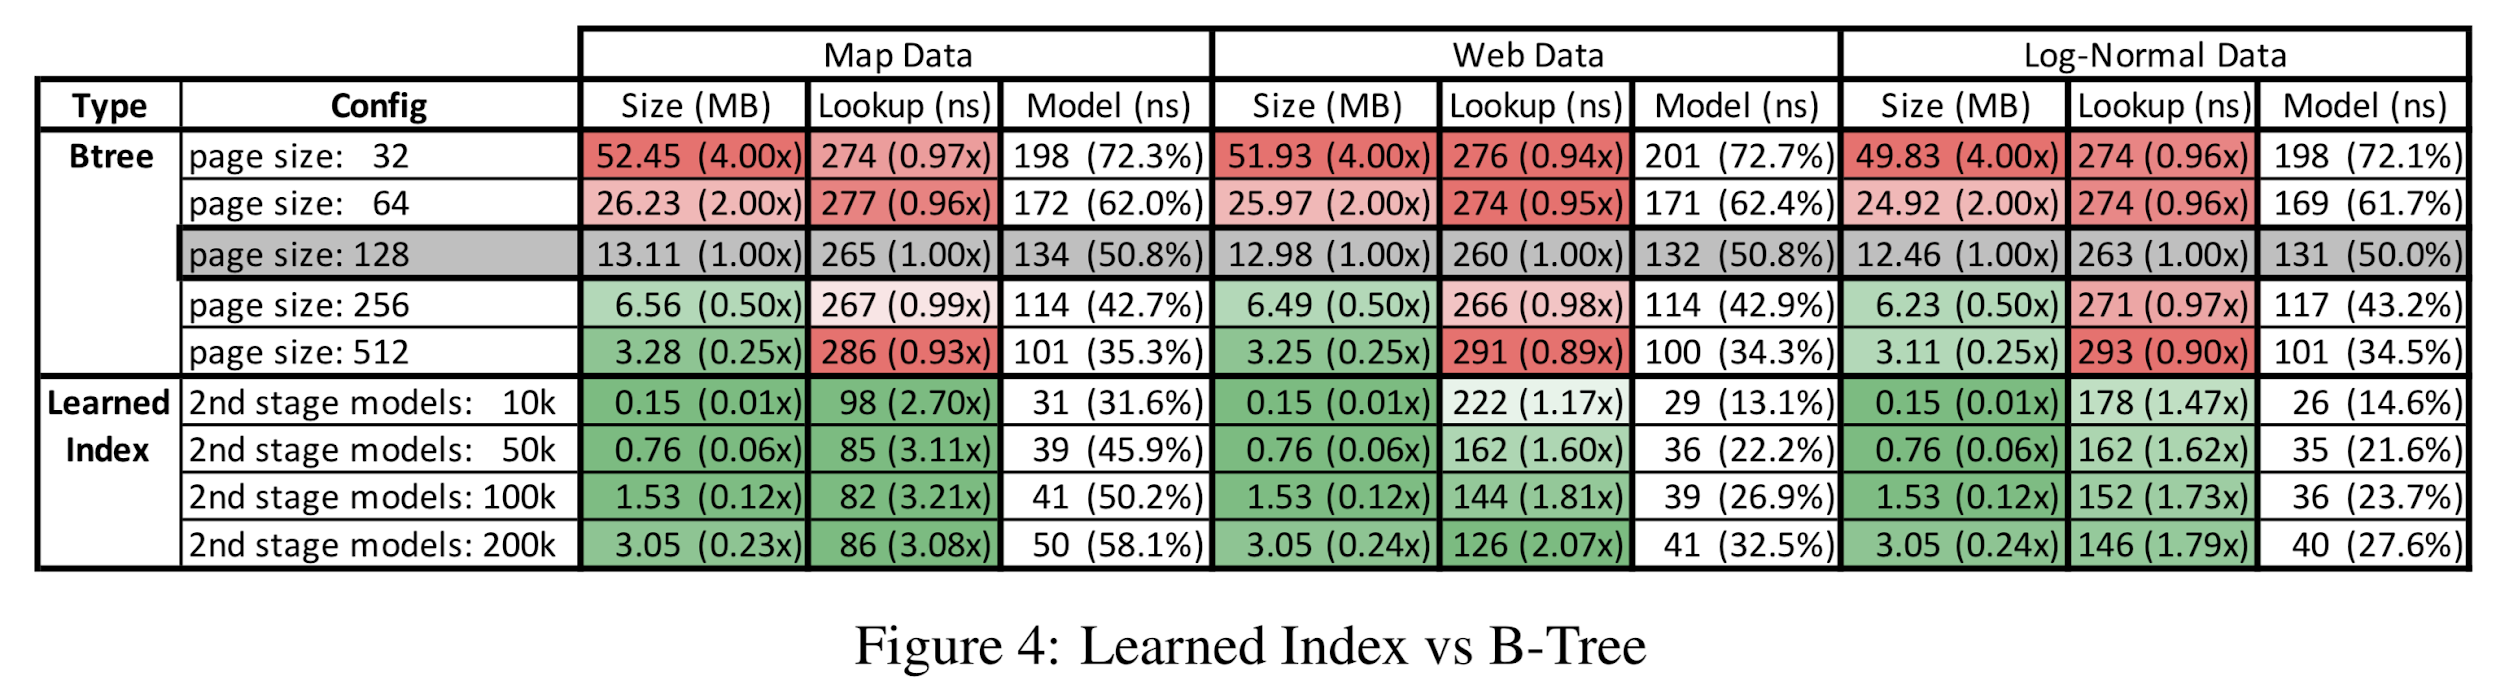 Map Data Web Data Log-Normal Data
Type Config Size (MB) Lookup (ns) Model (ns) Size (MB) Lookup (ns) Model (ns) Size (MB) Lookup (ns) Model (ns)
Btree page size: 32 52.45 (4.00x) 274 (0.97x) 198 (72.3%) 51.93 (4.00x) 276 (0.94x) 201 (72.7%) 49.83 (4.00x) 274 (0.96x) 198 (72.1%)
page size: 64 26.23 (2.00x) 277 (0.96x) 172 (62.0%) 25.97 (2.00x) 274 (0.95x) 171 (62.4%) 24.92 (2.00x) 274 (0.96x) 169 (61.7%)
page size: 128 13.11 (1.00x) 265 (1.00x) 134 (50.8%) 12.98 (1.00x) 260 (1.00x) 132 (50.8%) 12.46 (1.00x) 263 (1.00x) 131 (50.0%)
page size: 256 6.56 (0.50x) 267 (0.99x) 114 (42.7%) 6.49 (0.50x) 266 (0.98x) 114 (42.9%) 6.23 (0.50x) 271 (0.97x) 117 (43.2%)
page size: 512 3.28 (0.25x) 286 (0.93x) 101 (35.3%) 3.25 (0.25x) 291 (0.89x) 100 (34.3%) 3.11 (0.25x) 293 (0.90x) 101 (34.5%)
Learned 2nd stage models: 10k 0.15 (0.01x) 98 (2.70x) 31 (31.6%) 0.15 (0.01x) 222 (1.17x) 29 (13.1%) 0.15 (0.01x) 178 (1.47x) 26 (14.6%)
Index 2nd stage models: 50k 0.76 (0.06x) 85 (3.11x) 39 (45.9%) 0.76 (0.06x) 162 (1.60x) 36 (22.2%) 0.76 (0.06x) 162 (1.62x) 35 (21.6%)
2nd stage models: 100k 1.53 (0.12x) 82 (3.21x) 41 (50.2%) 1.53 (0.12x) 144 (1.81x) 39 (26.9%) 1.53 (0.12x) 152 (1.73x) 36 (23.7%)
2nd stage models: 200k 3.05 (0.23x) 86 (3.08x) 50 (58.1%) 3.05 (0.24x) 126 (2.07x) 41 (32.5%) 3.05 (0.24x) 146 (1.79x) 40 (27.6%)
Figure 4: Learned Index vs B-Tree